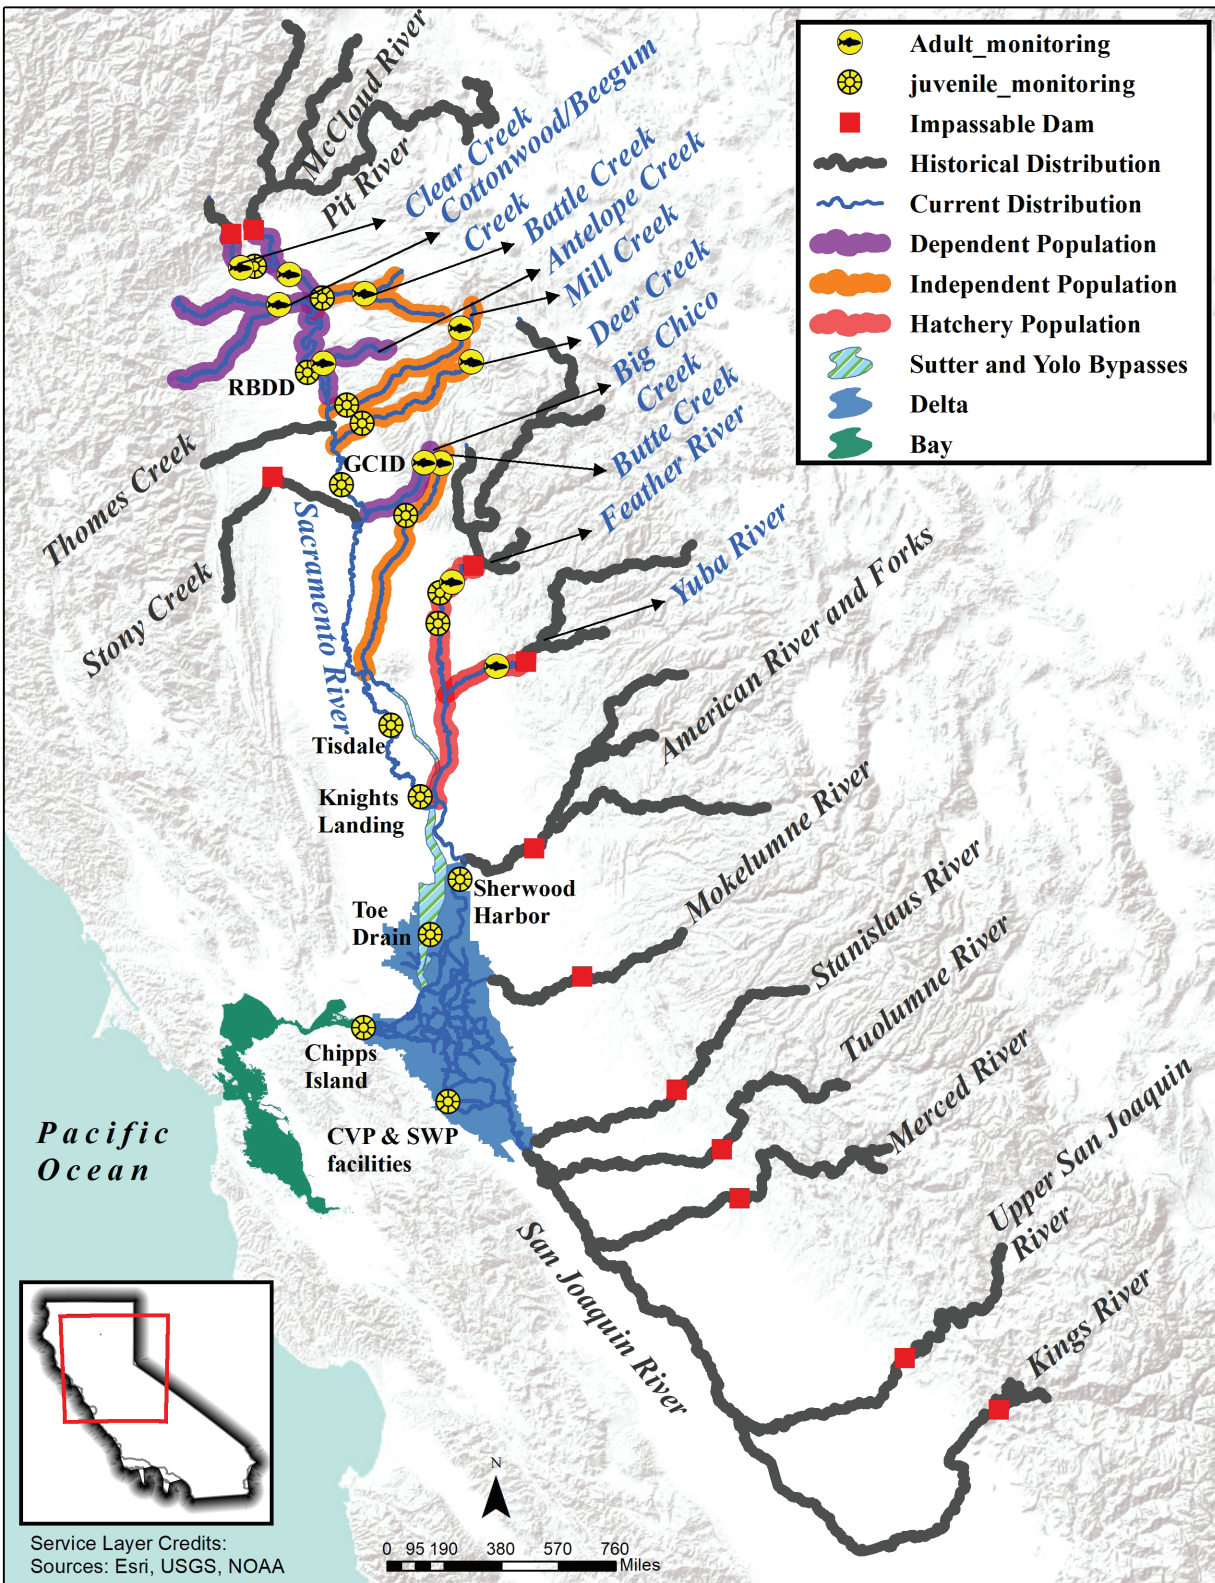 Adult_monitoring
juvenile_monitoring
Impassable Dam
Historical Distribution
Current Distribution
Dependent Population
Independent Population
Hatchery Population
Sutter and Yolo Bypasses
Delta
Bay
McCloud River
Pit River
Clear Creek
Cottonwood/Beegum
Creek
Battle Creek
Antelope Creek
Mill Creek
Deer Creek
Big Chico
Creek
Butte Creek
Feather River
Yuba River
RBDD
GCID
Thomes Creek
Stony Creek
Sacramento River
Tisdale
Knights
Landing
American River and Forks
Mokelumne River
Sherwood
Harbor
Toe
Drain
Stanislaus River
Tuolumne River
Merced River
Chipps
Island
CVP & SWP
facilities
Pacific
Ocean
Upper San Joaquin
River
San Joaquin River
Kings River
N
0 95 190 380 570 760
Miles
Service Layer Credits:
Sources: Esri, USGS, NOAA